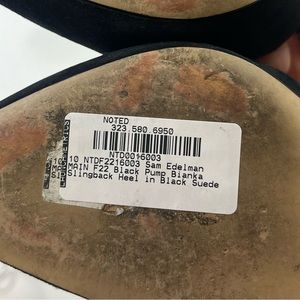 NOTED
323.580.6950
NTD0016003
10 NTDF2216003 Sam Edelman
MAIN F22 Black Pump Bianka
Slingback Heel in Black Suede